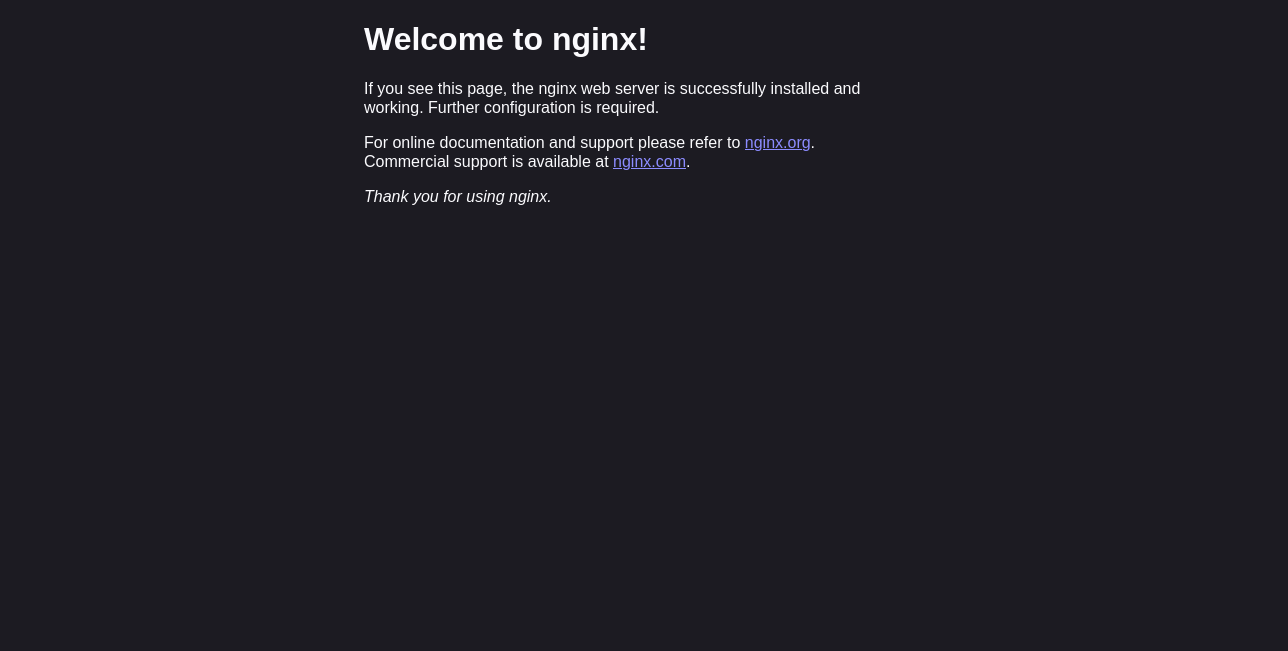 Welcome to nginx!
If you see this page, the nginx web server is successfully installed and
working. Further configuration is required.
For online documentation and support please refer to nginx.org.
Commercial support is available at nginx.com.
Thank you for using nginx.